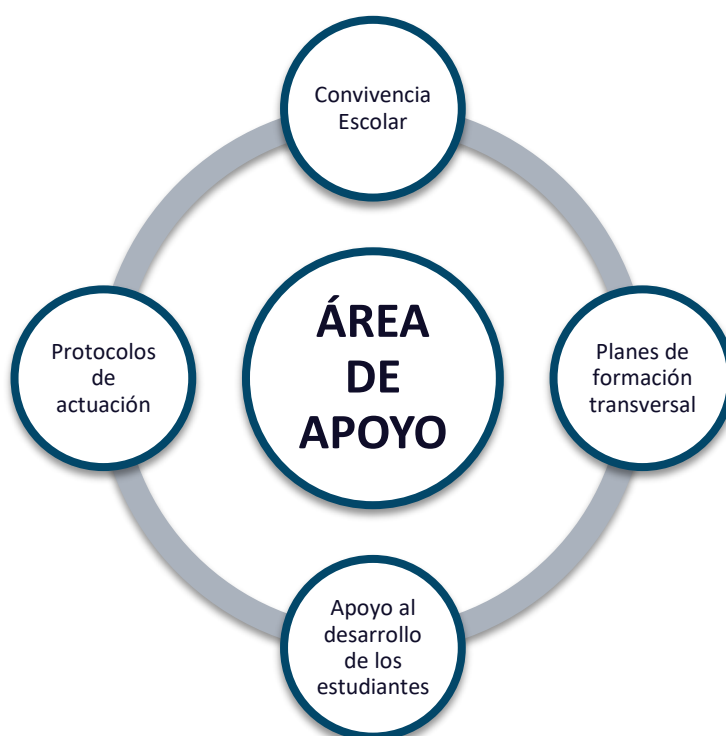 Convivencia
Escolar
Protocolos
de
actuación
ÁREA
DE
APOYO
Planes de
formación
transversal
Apoyo al
desarrollo
de los
estudiantes